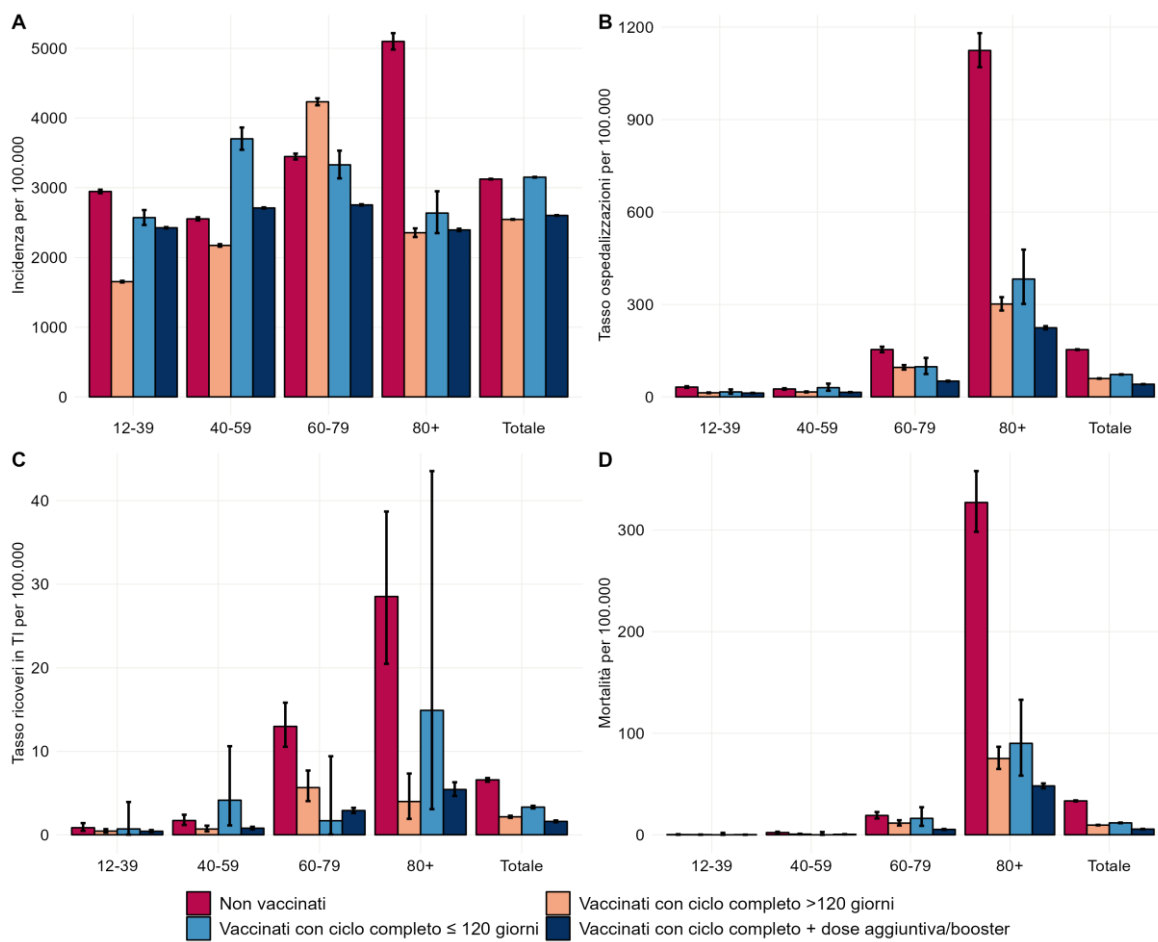 A
Incidenza per 100.000
5000
4000
3000
2000
1000
0
12-39 40-59 60-79 80+ Totale
B
Tasso ospedalizzazioni per 100.000
1200
900
600
300
0
12-39 40-59 60-79 80+ Totale
C
Tasso ricoveri in TI per 100.000
40
30
20
10
0
12-39 40-59 60-79 80+ Totale
D
Mortalità per 100.000
300
200
100
0
12-39 40-59 60-79 80+ Totale
Non vaccinati
Vaccinati con ciclo completo >120 giorni
Vaccinati con ciclo completo ≤ 120 giorni
Vaccinati con ciclo completo + dose aggiuntiva/booster